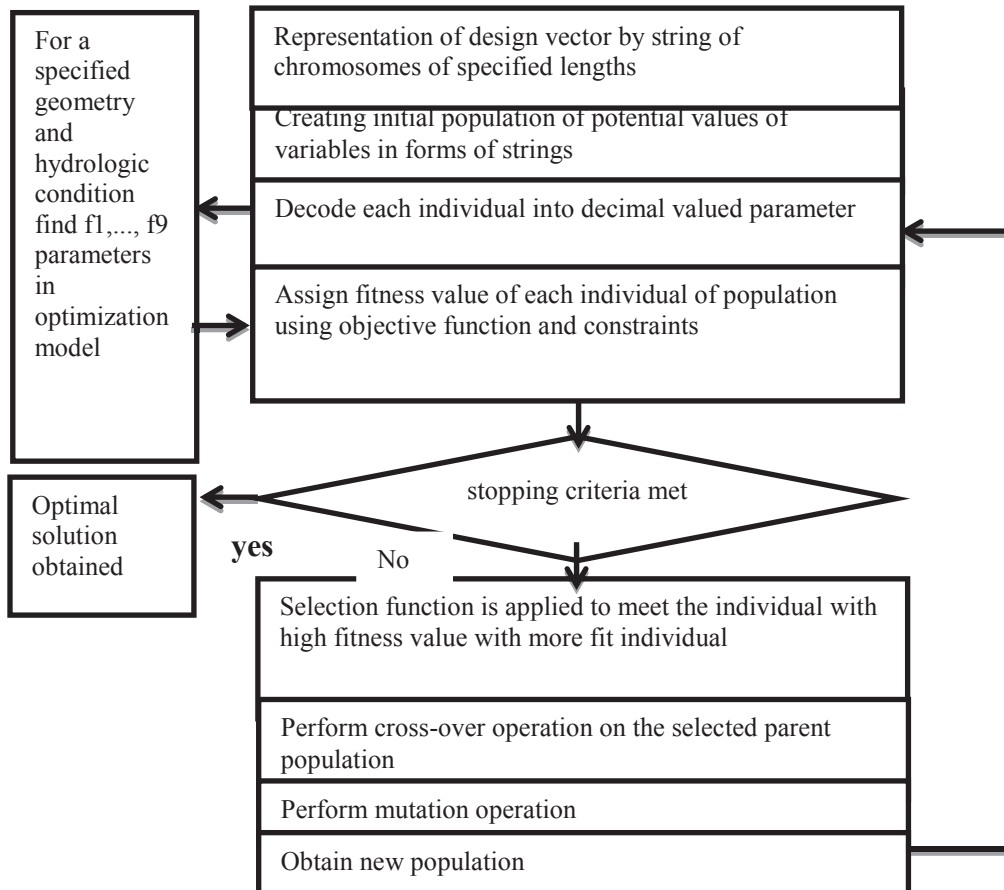 For a
specified
geometry
and
hydrologic
condition
find f1,..., f9
parameters
in
optimization
model
Representation of design vector by string of
chromosomes of specified lengths
Creating initial population of potential values of
variables in forms of strings
Decode each individual into decimal valued parameter
Assign fitness value of each individual of population
using objective function and constraints
stopping criteria met
Optimal
solution
obtained
yes
No
Selection function is applied to meet the individual with
high fitness value with more fit individual
Perform cross-over operation on the selected parent
population
Perform mutation operation
Obtain new population